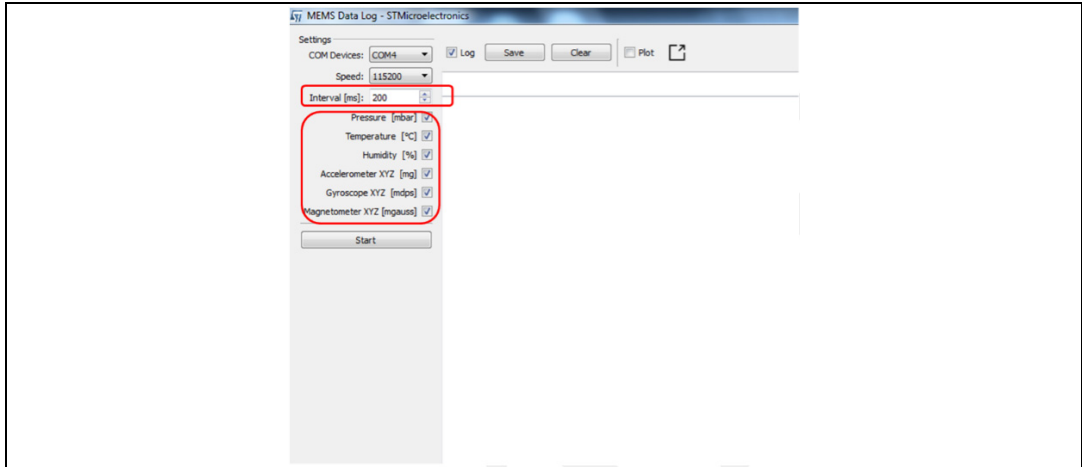 MEMS Data Log - STMicroelectronics
Settings
COM Devices: COM4
Log Save Clear Plot
Speed: 115200
Interval [ms]: 200
Pressure [mbar]
Temperature [°C]
Humidity [%]
Accelerometer XYZ [mg]
Gyroscope XYZ [mdps]
Magnetometer XYZ [mgauss]
Start